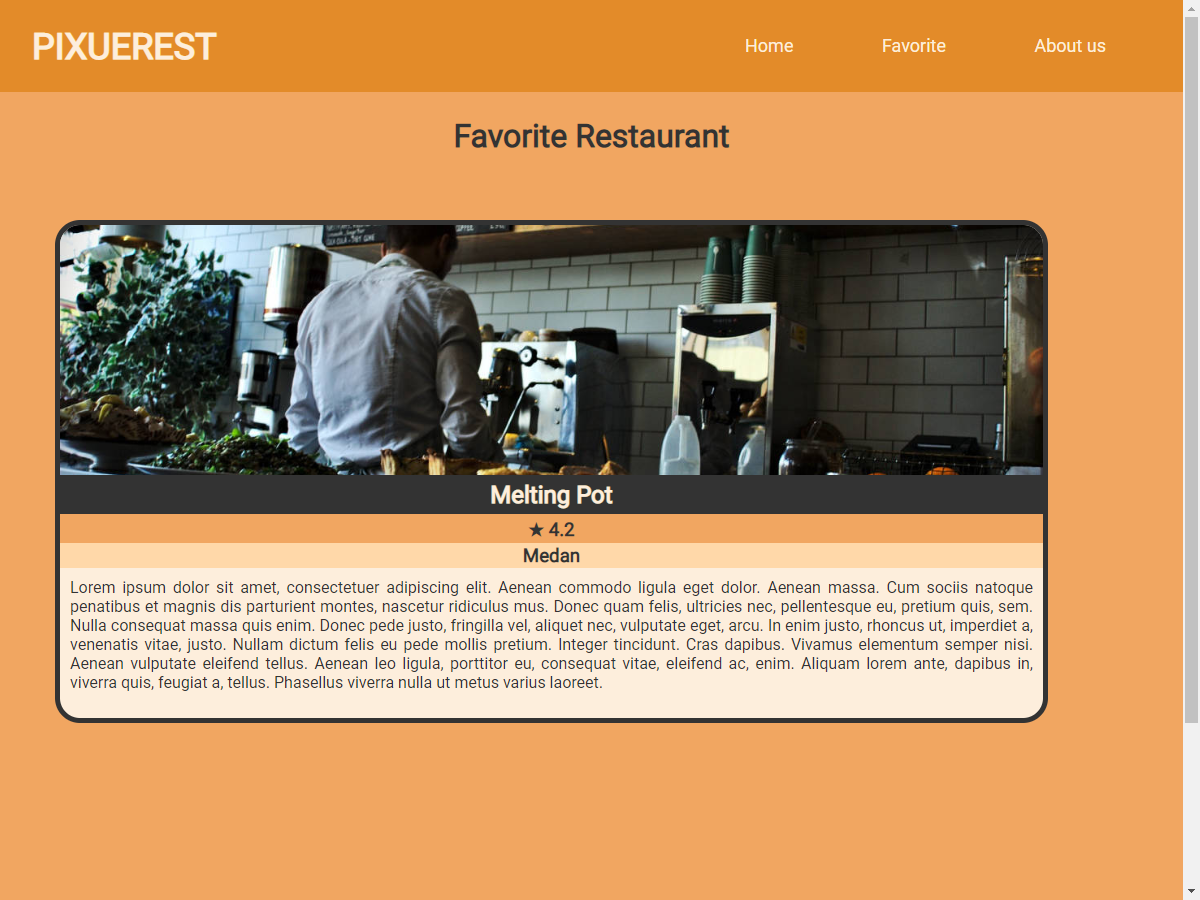 PIXUEREST
Home Favorite About us
Favorite Restaurant
Melting Pot
★ 4.2
Medan
Lorem ipsum dolor sit amet, consectetuer adipiscing elit. Aenean commodo ligula eget dolor. Aenean massa. Cum sociis natoque
penatibus et magnis dis parturient montes, nascetur ridiculus mus. Donec quam felis, ultricies nec, pellentesque eu, pretium quis, sem.
Nulla consequat massa quis enim. Donec pede justo, fringilla vel, aliquet nec, vulputate eget, arcu. In enim justo, rhoncus ut, imperdiet a,
venenatis vitae, justo. Nullam dictum felis eu pede mollis pretium. Integer tincidunt. Cras dapibus. Vivamus elementum semper nisi.
Aenean vulputate eleifend tellus. Aenean leo ligula, porttitor eu, consequat vitae, eleifend ac, enim. Aliquam lorem ante, dapibus in,
viverra quis, feugiat a, tellus. Phasellus viverra nulla ut metus varius laoreet.